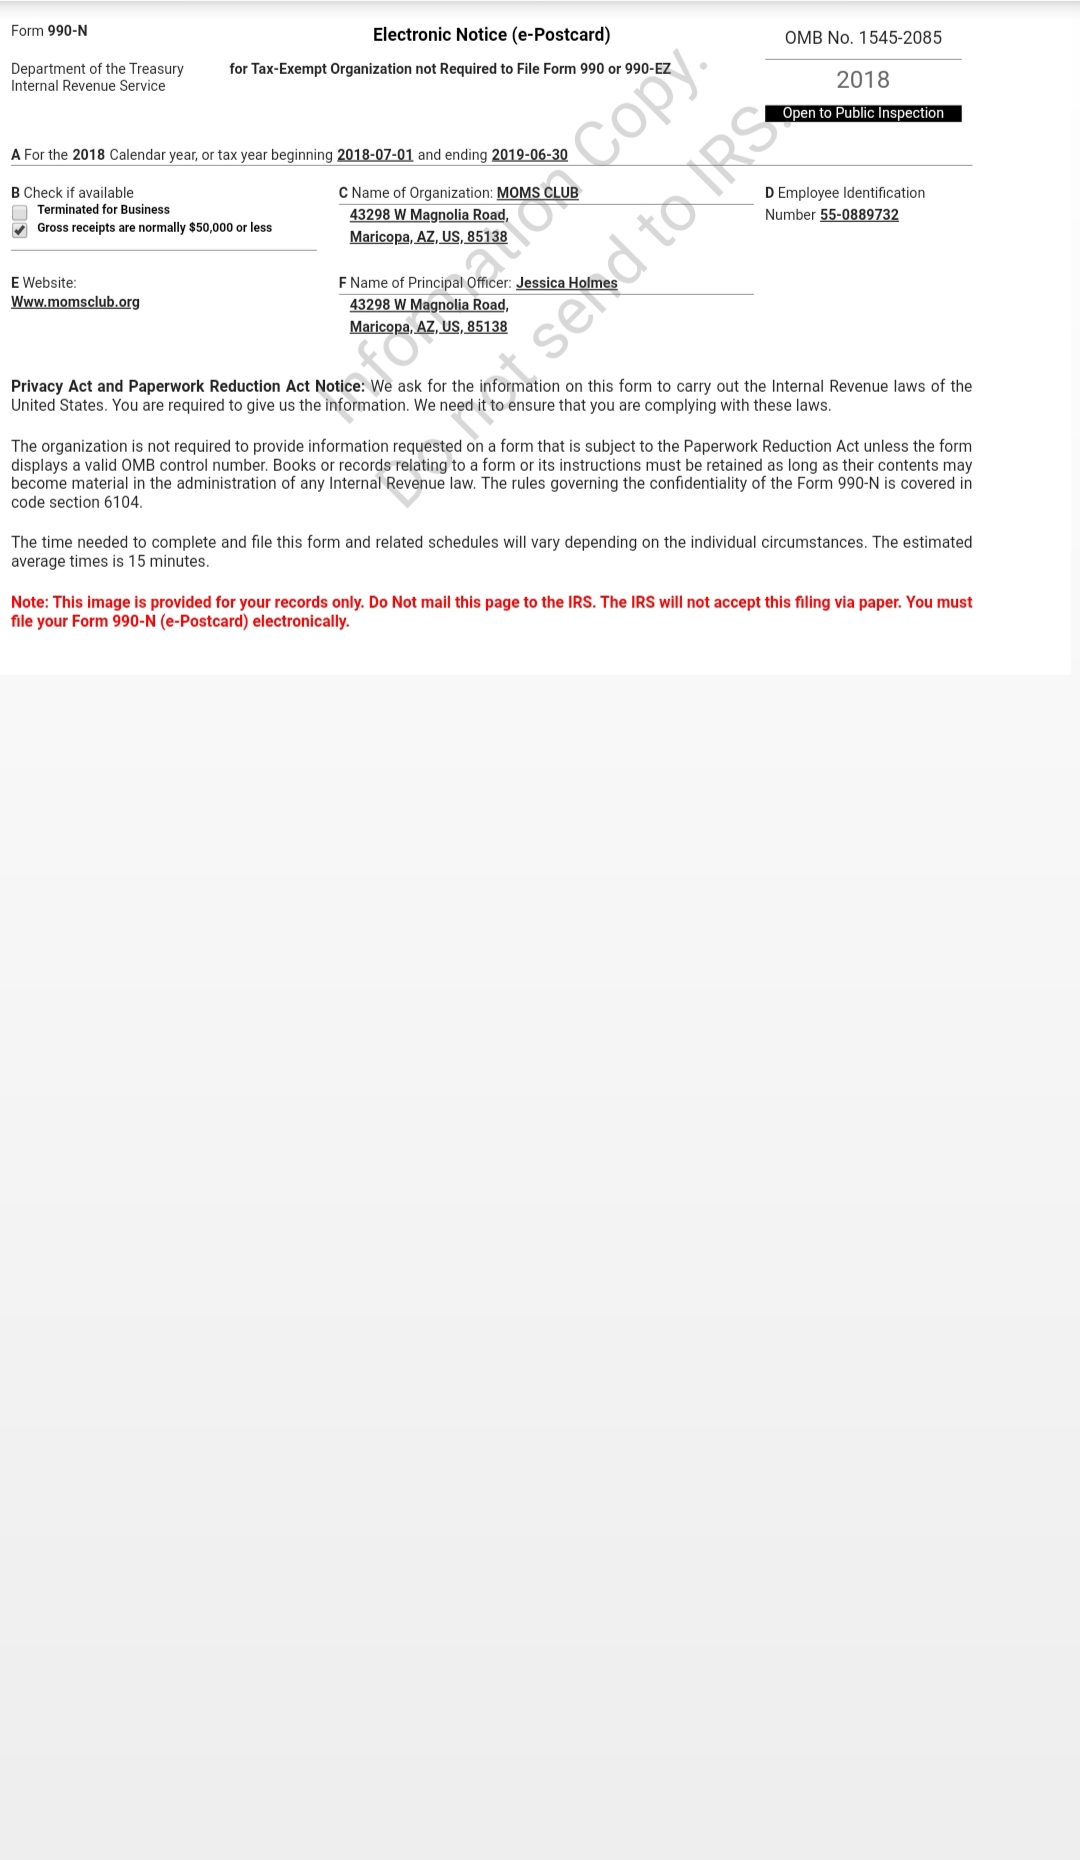 Form 990-N
Electronic Notice (e-Postcard)
OMB No. 1545-2085
Department of the Treasury
Internal Revenue Service
for Tax-Exempt Organization not Required to File Form 990 or 990-EZ
2018
Open to Public Inspection
A For the 2018 Calendar year, or tax year beginning 2018-07-01 and ending 2019-06-30
B Check if available
Terminated for Business
Gross receipts are normally $50,000 or less
C Name of Organization: MOMS CLUB
43298 W Magnolia Road,
Maricopa, AZ, US, 85138
D Employee Identification
Number 55-0889732
E Website:
Www.momsclub.org
F Name of Principal Officer: Jessica Holmes
43298 W Magnolia Road,
Maricopa, AZ, US, 85138
Information Copy.
Do not send to IRS.
Privacy Act and Paperwork Reduction Act Notice: We ask for the information on this form to carry out the Internal Revenue laws of the
United States. You are required to give us the information. We need it to ensure that you are complying with these laws.
The organization is not required to provide information requested on a form that is subject to the Paperwork Reduction Act unless the form
displays a valid OMB control number. Books or records relating to a form or its instructions must be retained as long as their contents may
become material in the administration of any Internal Revenue law. The rules governing the confidentiality of the Form 990-N is covered in
code section 6104.
The time needed to complete and file this form and related schedules will vary depending on the individual circumstances. The estimated
average times is 15 minutes.
Note: This image is provided for your records only. Do Not mail this page to the IRS. The IRS will not accept this filing via paper. You must
file your Form 990-N (e-Postcard) electronically.